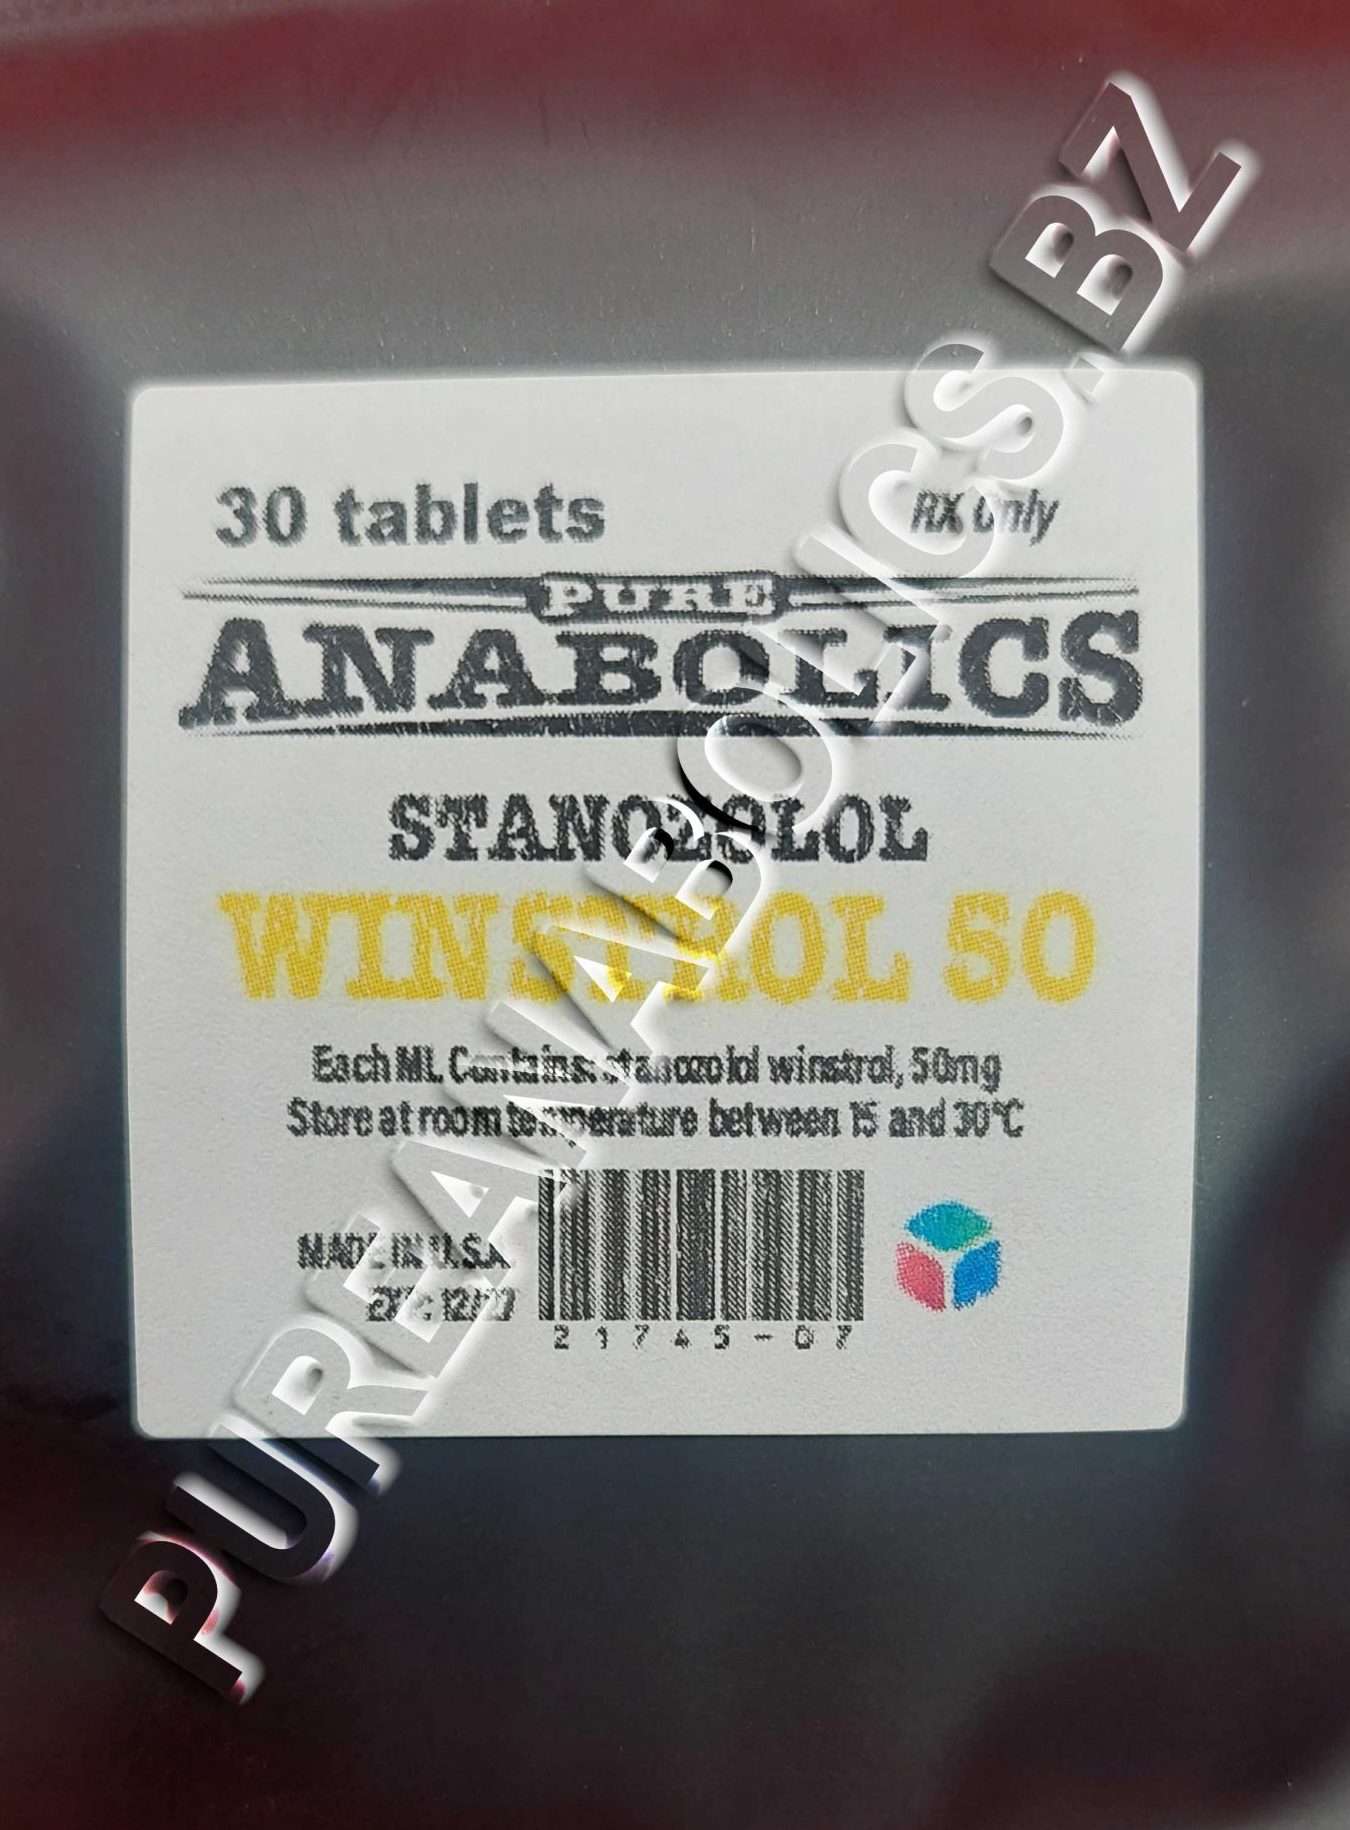 30 tablets
RX Only
PURE
ANABOLICS
STANOZOLOL
WINSTROL 50
Each ML Contains: stanozolol winstrol, 50mg
Store at room temperature between 15 and 30°C
MADE IN U.S.A.
21745-07
PUREANABOLICS.BZ